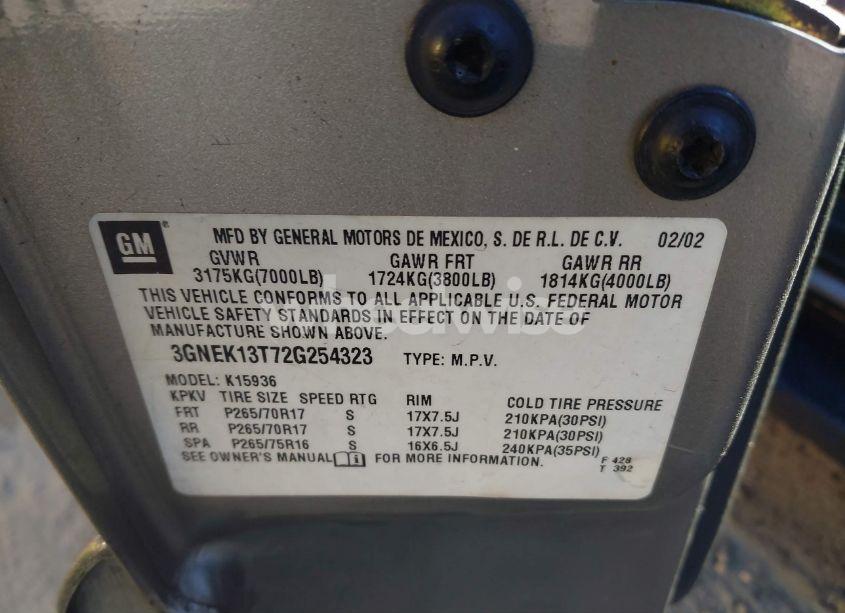 GM MFD BY GENERAL MOTORS DE MEXICO, S. DE R.L. DE C.V. 02/02
GVWR GAWR FRT GAWR RR
3175KG(7000LB) 1724KG(3800LB) 1814KG(4000LB)
THIS VEHICLE CONFORMS TO ALL APPLICABLE U.S. FEDERAL MOTOR
VEHICLE SAFETY STANDARDS IN EFFECT ON THE DATE OF
MANUFACTURE SHOWN ABOVE.
3GNEK13T72G254323 TYPE: M.P.V.
MODEL: K15936
KPKV TIRE SIZE SPEED RTG RIM COLD TIRE PRESSURE
FRT P265/70R17 S 17X7.5J 210KPA(30PSI)
RR P265/70R17 S 17X7.5J 210KPA(30PSI)
SPA P265/75R16 S 16X6.5J 240KPA(35PSI)
SEE OWNER'S MANUAL FOR MORE INFORMATION.
F 428
T 392